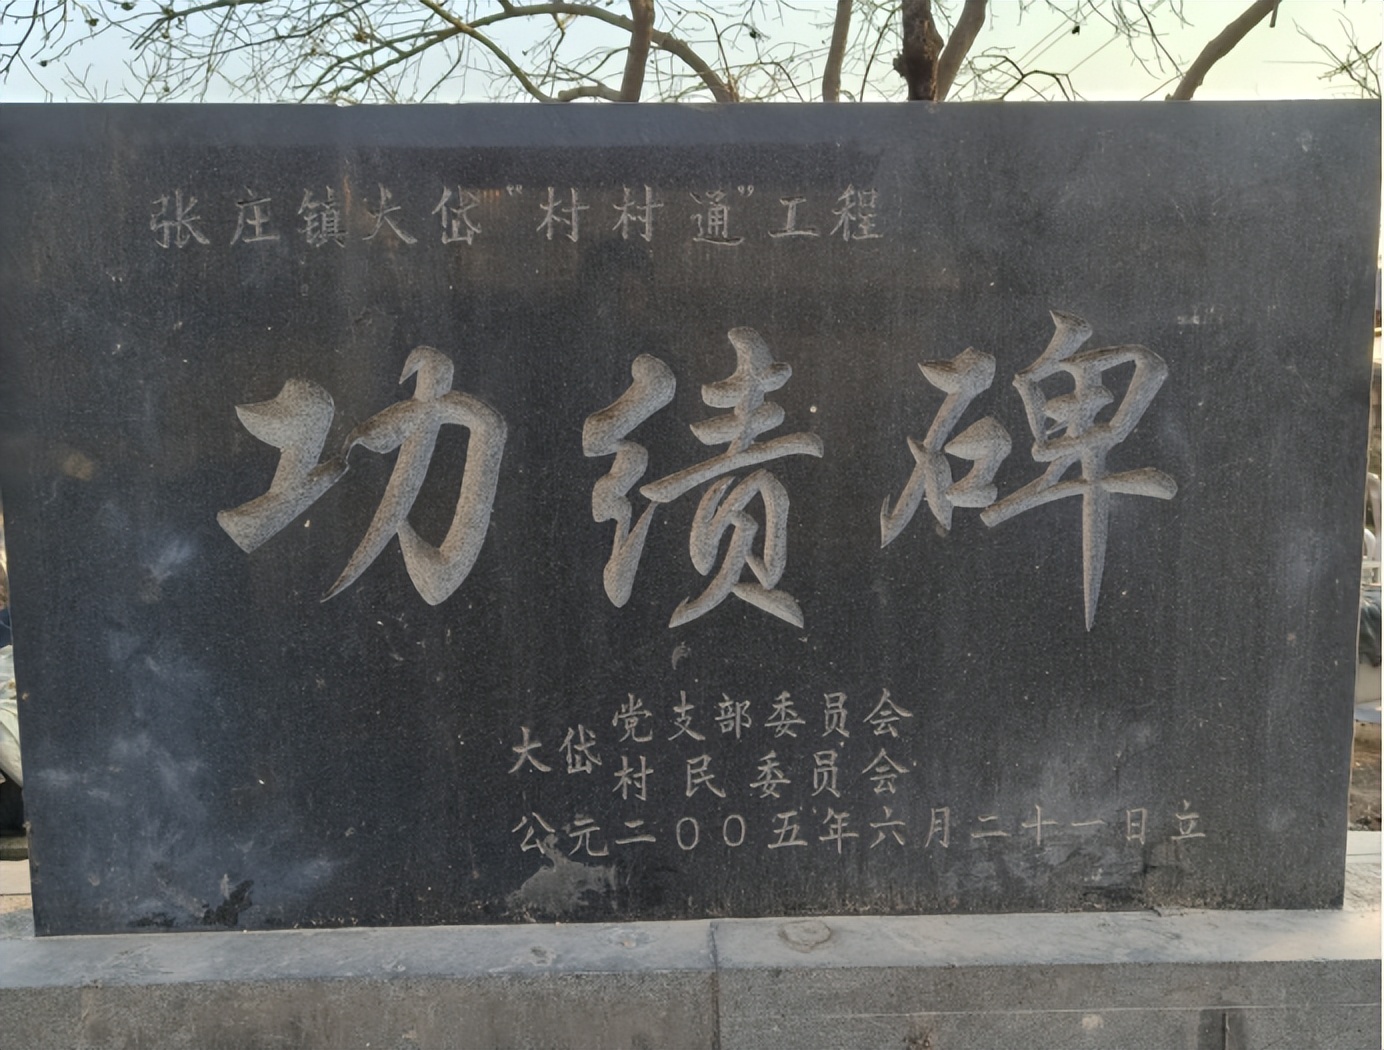 张庄镇大岱“村村通”工程
功绩碑
大岱党支部委员会
村民委员会
公元二00五年六月二十一日立